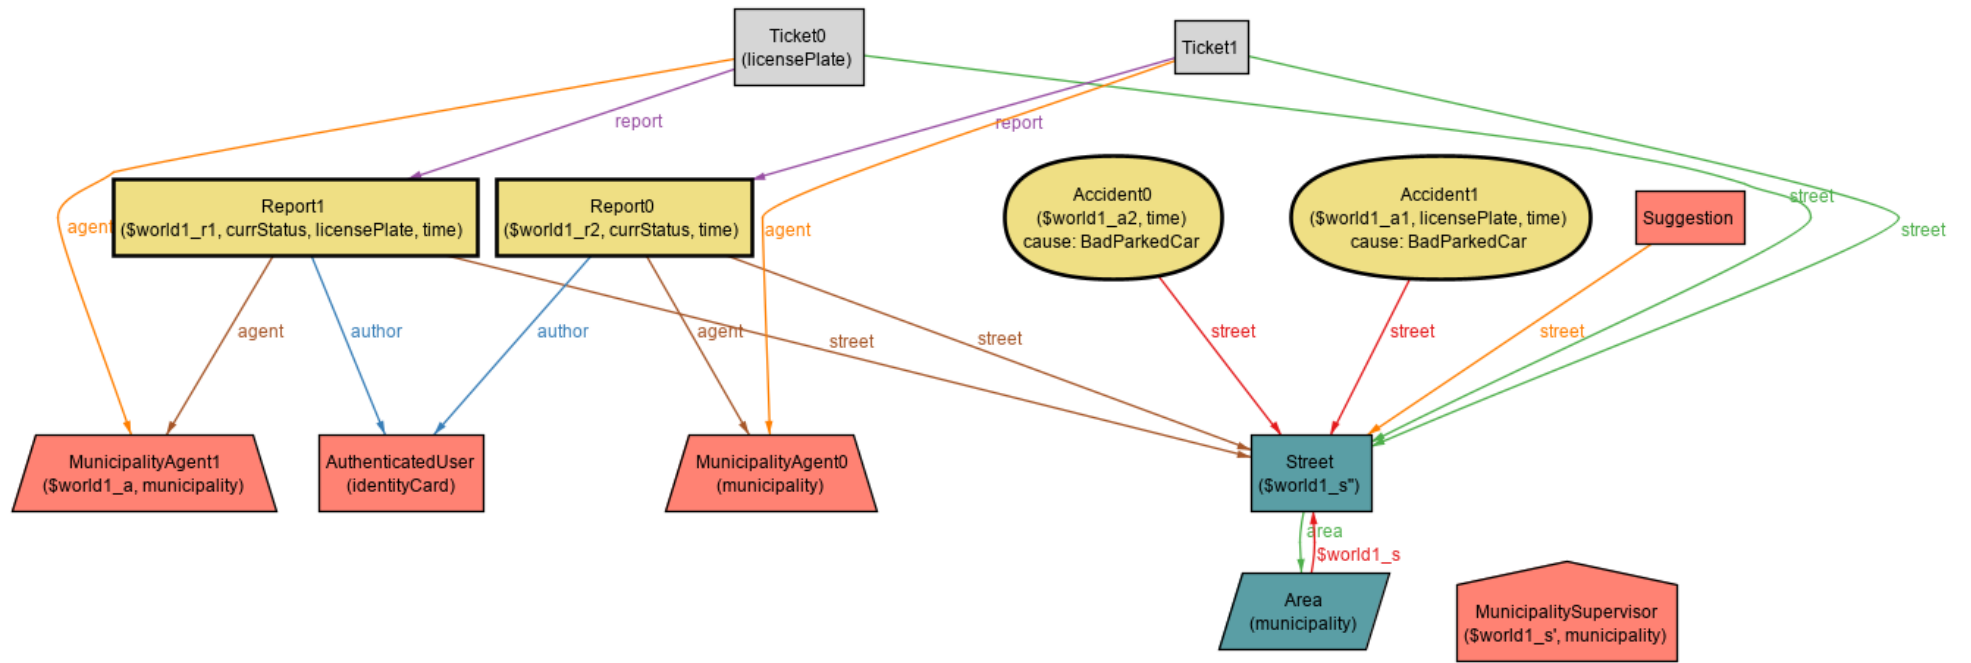 Ticket0
(licensePlate)
Ticket1
report
report
Report1
($world1_r1, currStatus, licensePlate, time)
Report0
($world1_r2, currStatus, time)
Accident0
($world1_a2, time)
cause: BadParkedCar
Accident1
($world1_a1, licensePlate, time)
cause: BadParkedCar
Suggestion
street
street
agent
agent
agent
author
author
agent
street
street
street
street
street
MunicipalityAgent1
($world1_a, municipality)
AuthenticatedUser
(identityCard)
MunicipalityAgent0
(municipality)
Street
($world1_s")
area
$world1_s
Area
(municipality)
MunicipalitySupervisor
($world1_s', municipality)